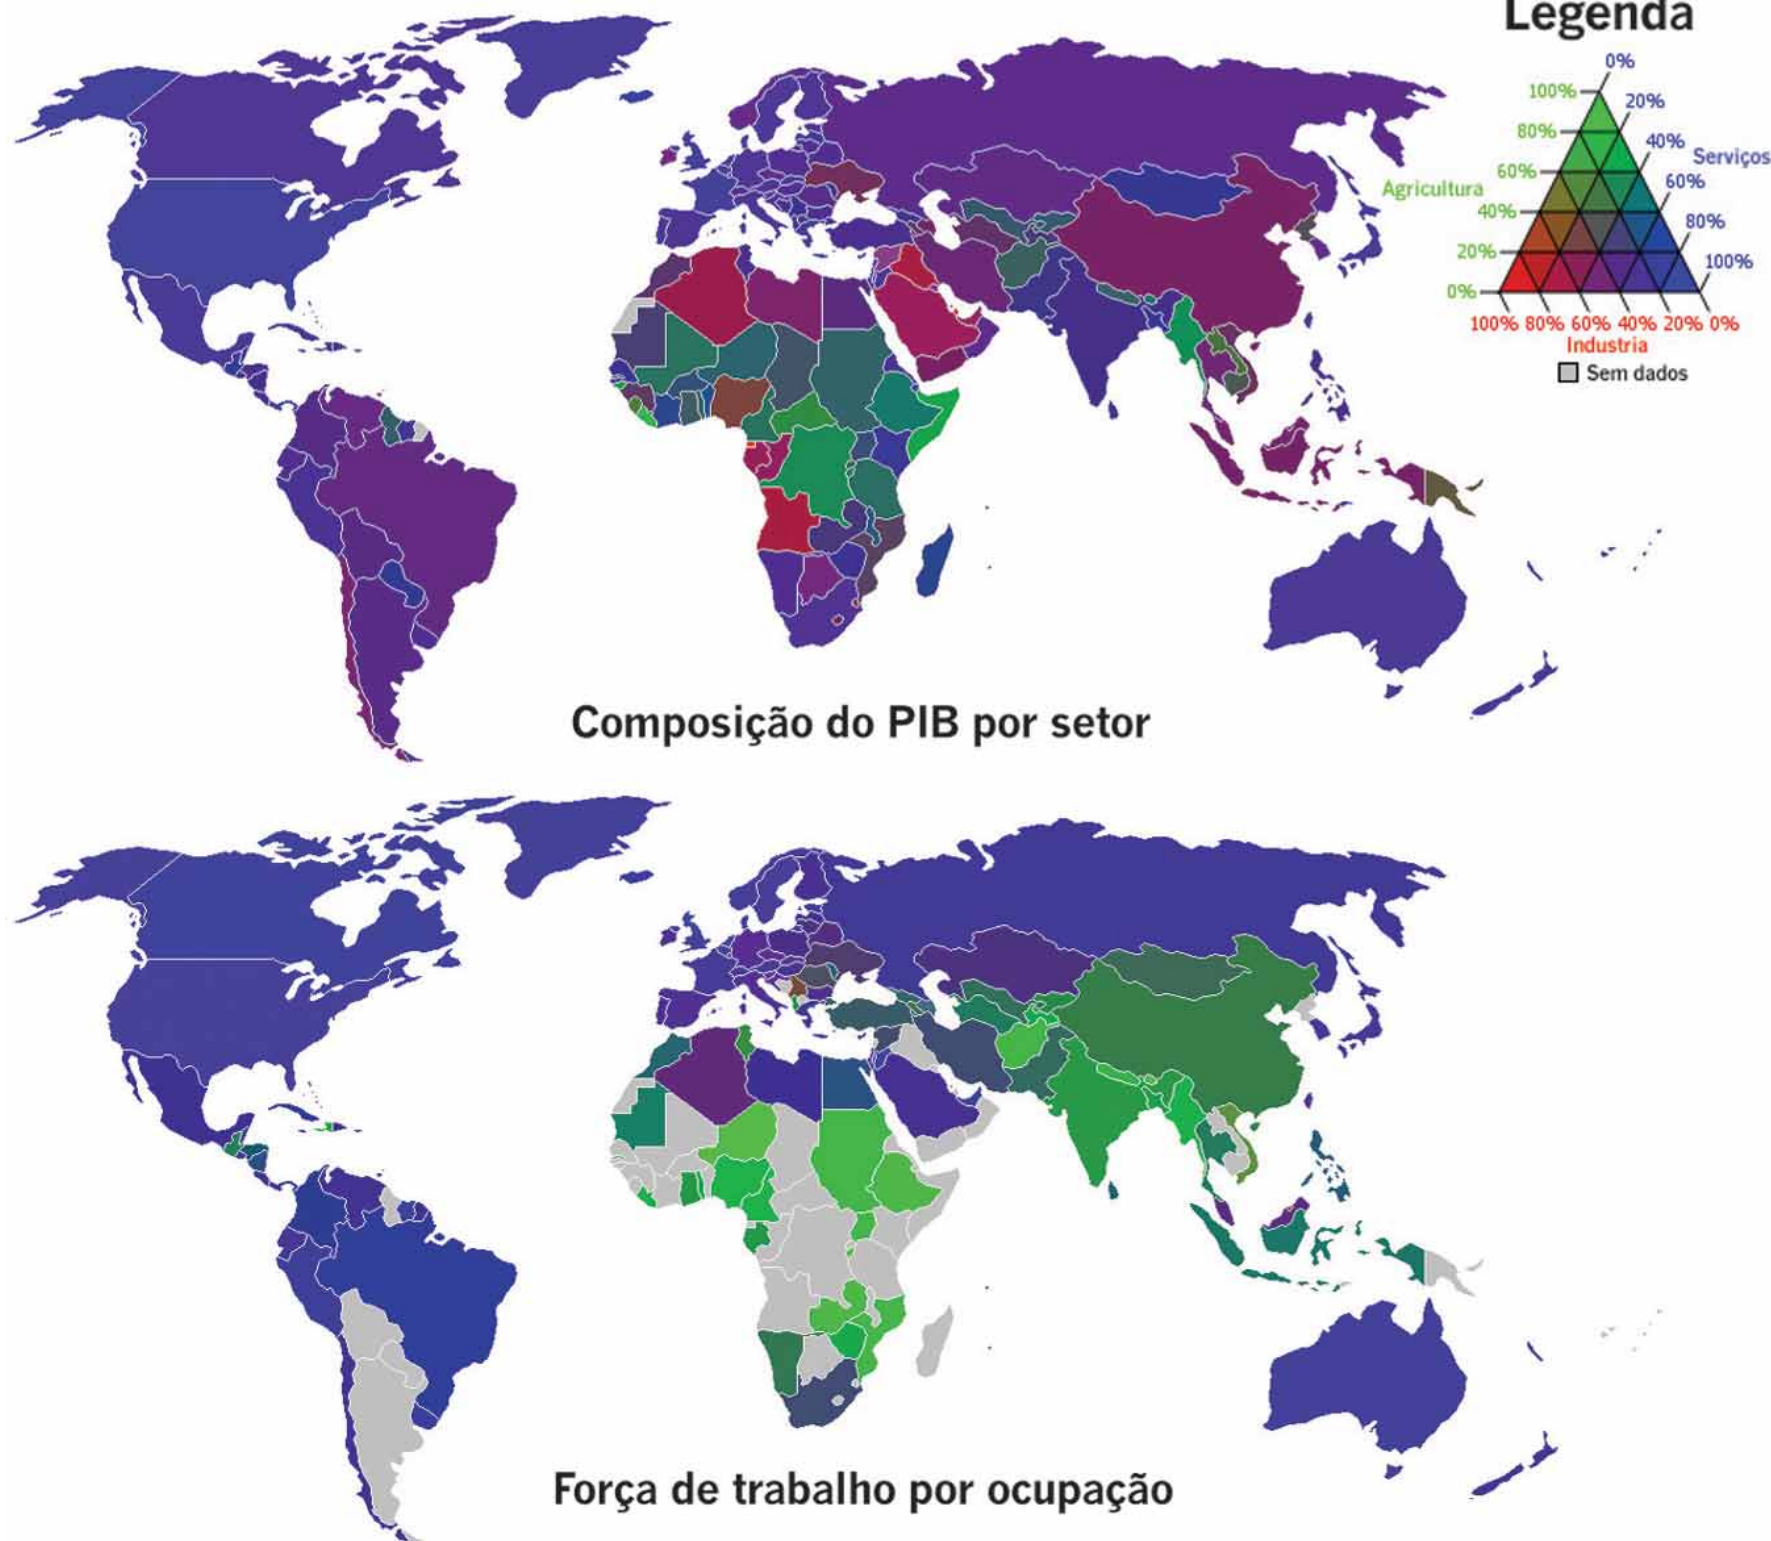 Legenda
0%
100%
20%
80%
40%
Serviços
60%
60%
Agricultura
40%
80%
20%
100%
0%
100% 80% 60% 40% 20% 0%
Industria
Sem dados
Composição do PIB por setor
Força de trabalho por ocupação